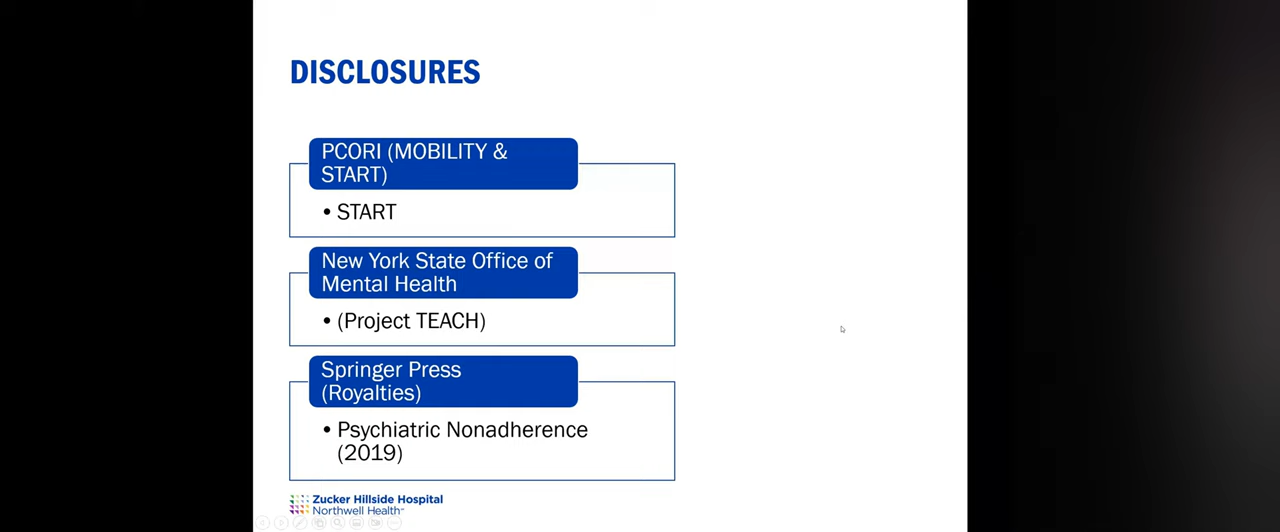 DISCLOSURES
PCORI (MOBILITY &
START)
• START
New York State Office of
Mental Health
• (Project TEACH)
Springer Press
(Royalties)
• Psychiatric Nonadherence
(2019)
Zucker Hillside Hospital
Northwell Health™